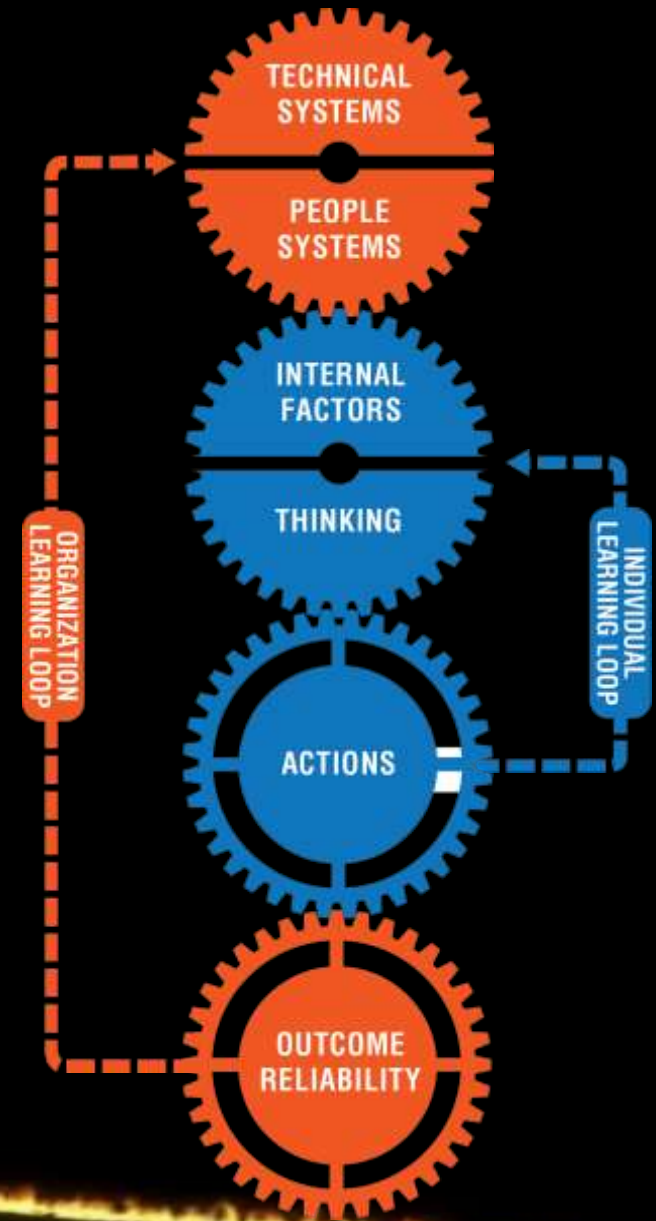 TECHNICAL
SYSTEMS
PEOPLE
SYSTEMS
INTERNAL
FACTORS
THINKING
ORGANIZATION
LEARNING LOOP
INDIVIDUAL
LEARNING LOOP
ACTIONS
OUTCOME
RELIABILITY